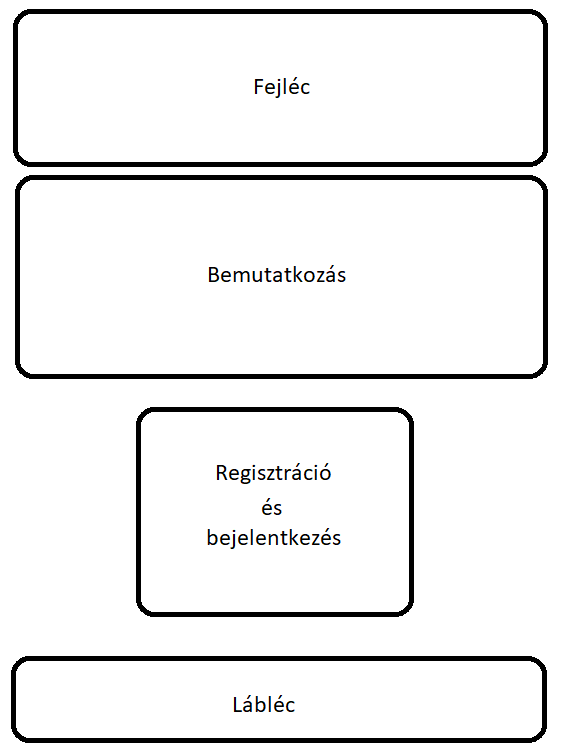 Fejléc
Bemutatkozás
Regisztráció
és
bejelentkezés
Lábléc